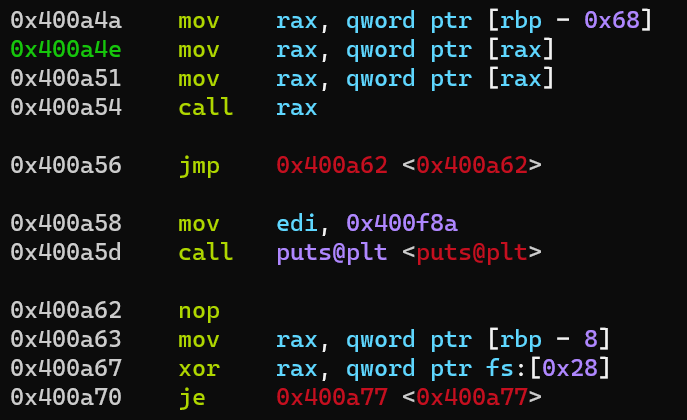 0x400a4a mov rax, qword ptr [rbp - 0x68]
0x400a4e mov rax, qword ptr [rax]
0x400a51 mov rax, qword ptr [rax]
0x400a54 call rax
0x400a56 jmp 0x400a62 <0x400a62>
0x400a58 mov edi, 0x400f8a
0x400a5d call puts@plt <puts@plt>
0x400a62 nop
0x400a63 mov rax, qword ptr [rbp - 8]
0x400a67 xor rax, qword ptr fs:[0x28]
0x400a70 je 0x400a77 <0x400a77>